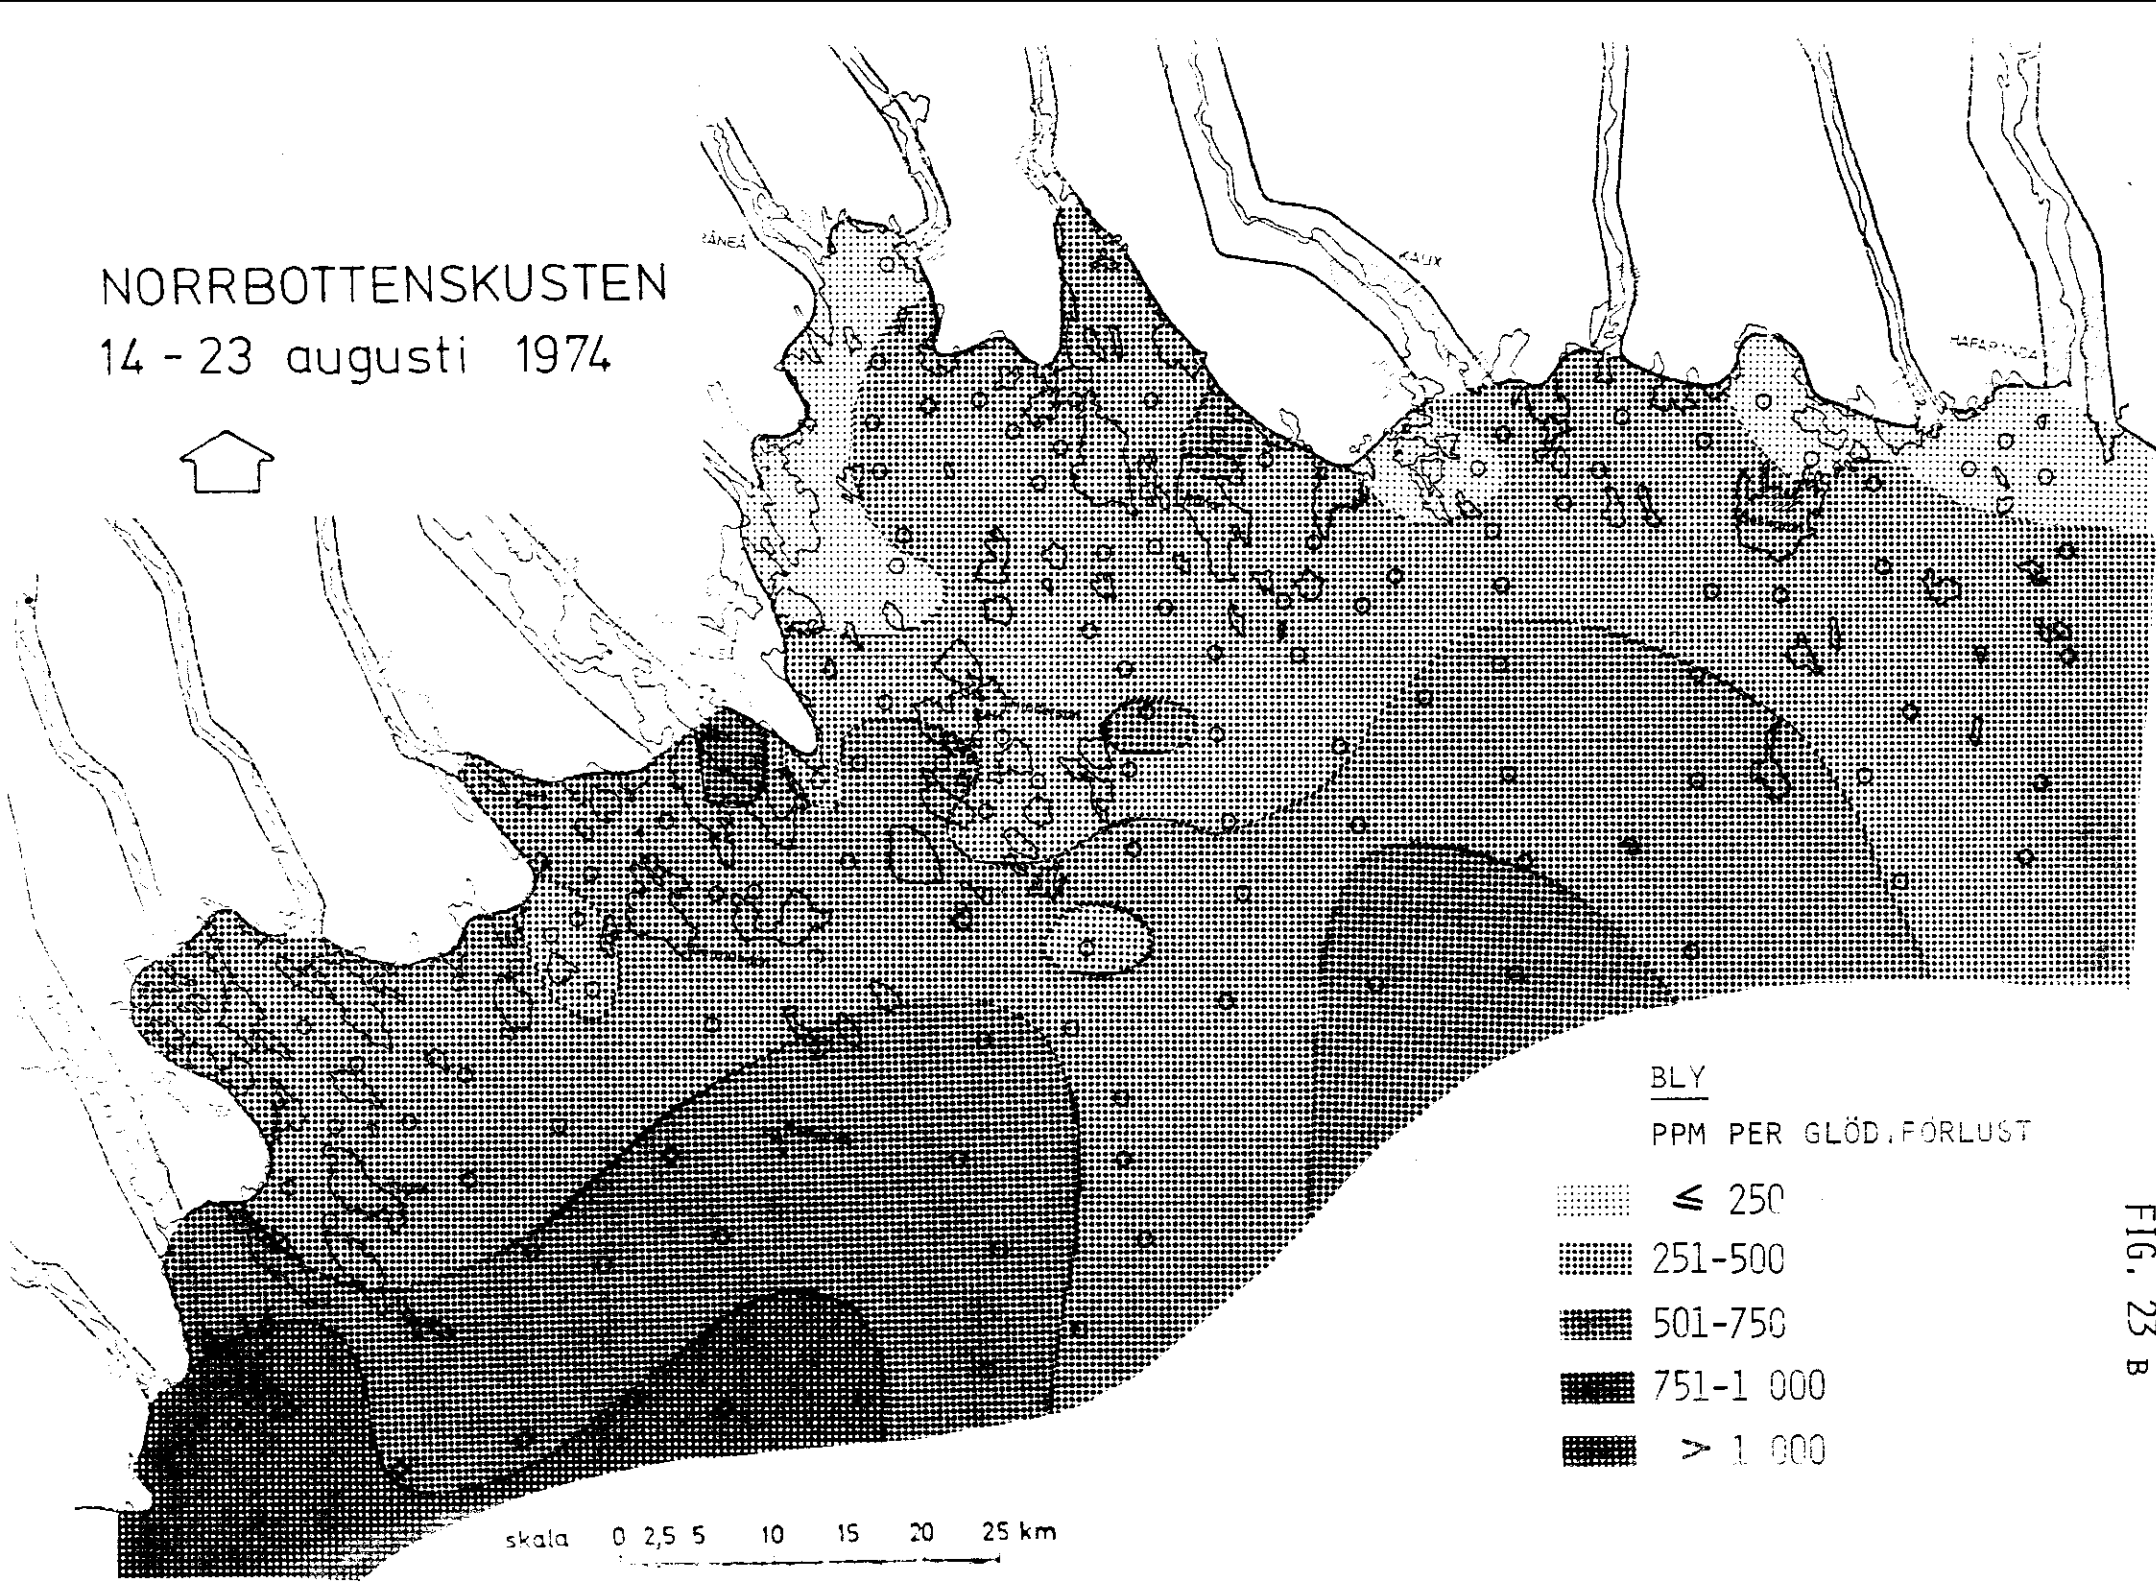 NORRBOTTENSKUSTEN
14 - 23 augusti 1974
RÅNEÅ
KALIX
HAPARANDA
BLY
PPM PER GLÖD.FÖRLUST
≤ 250
251-500
501-750
751-1 000
> 1 000
FIG. 23 B
skala 0 2,5 5 10 15 20 25 km